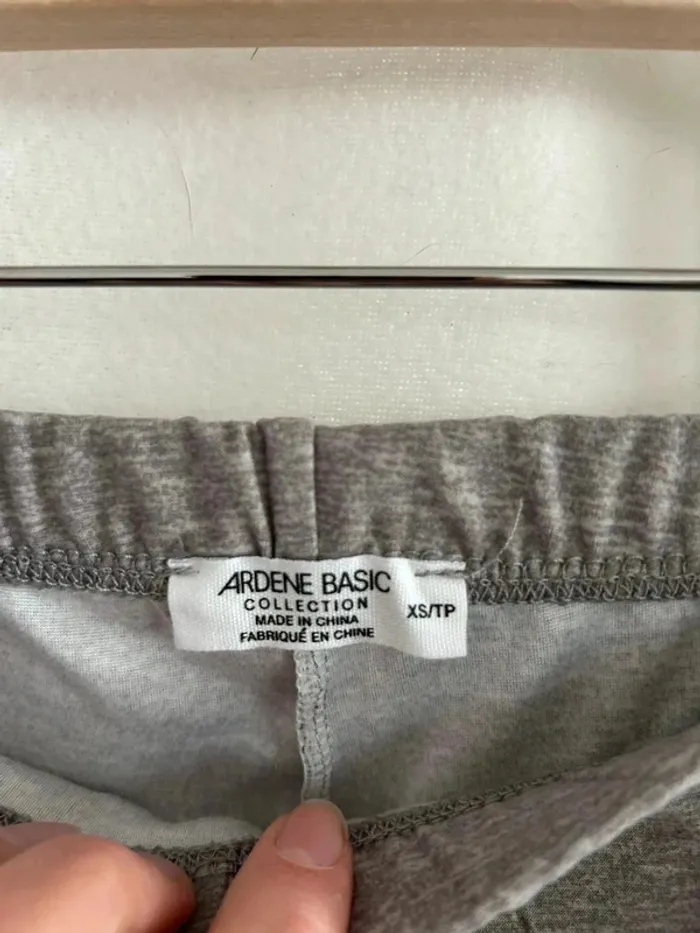 ARDENE BASIC
COLLECTION
MADE IN CHINA
FABRIQUÉ EN CHINE
XS/TP